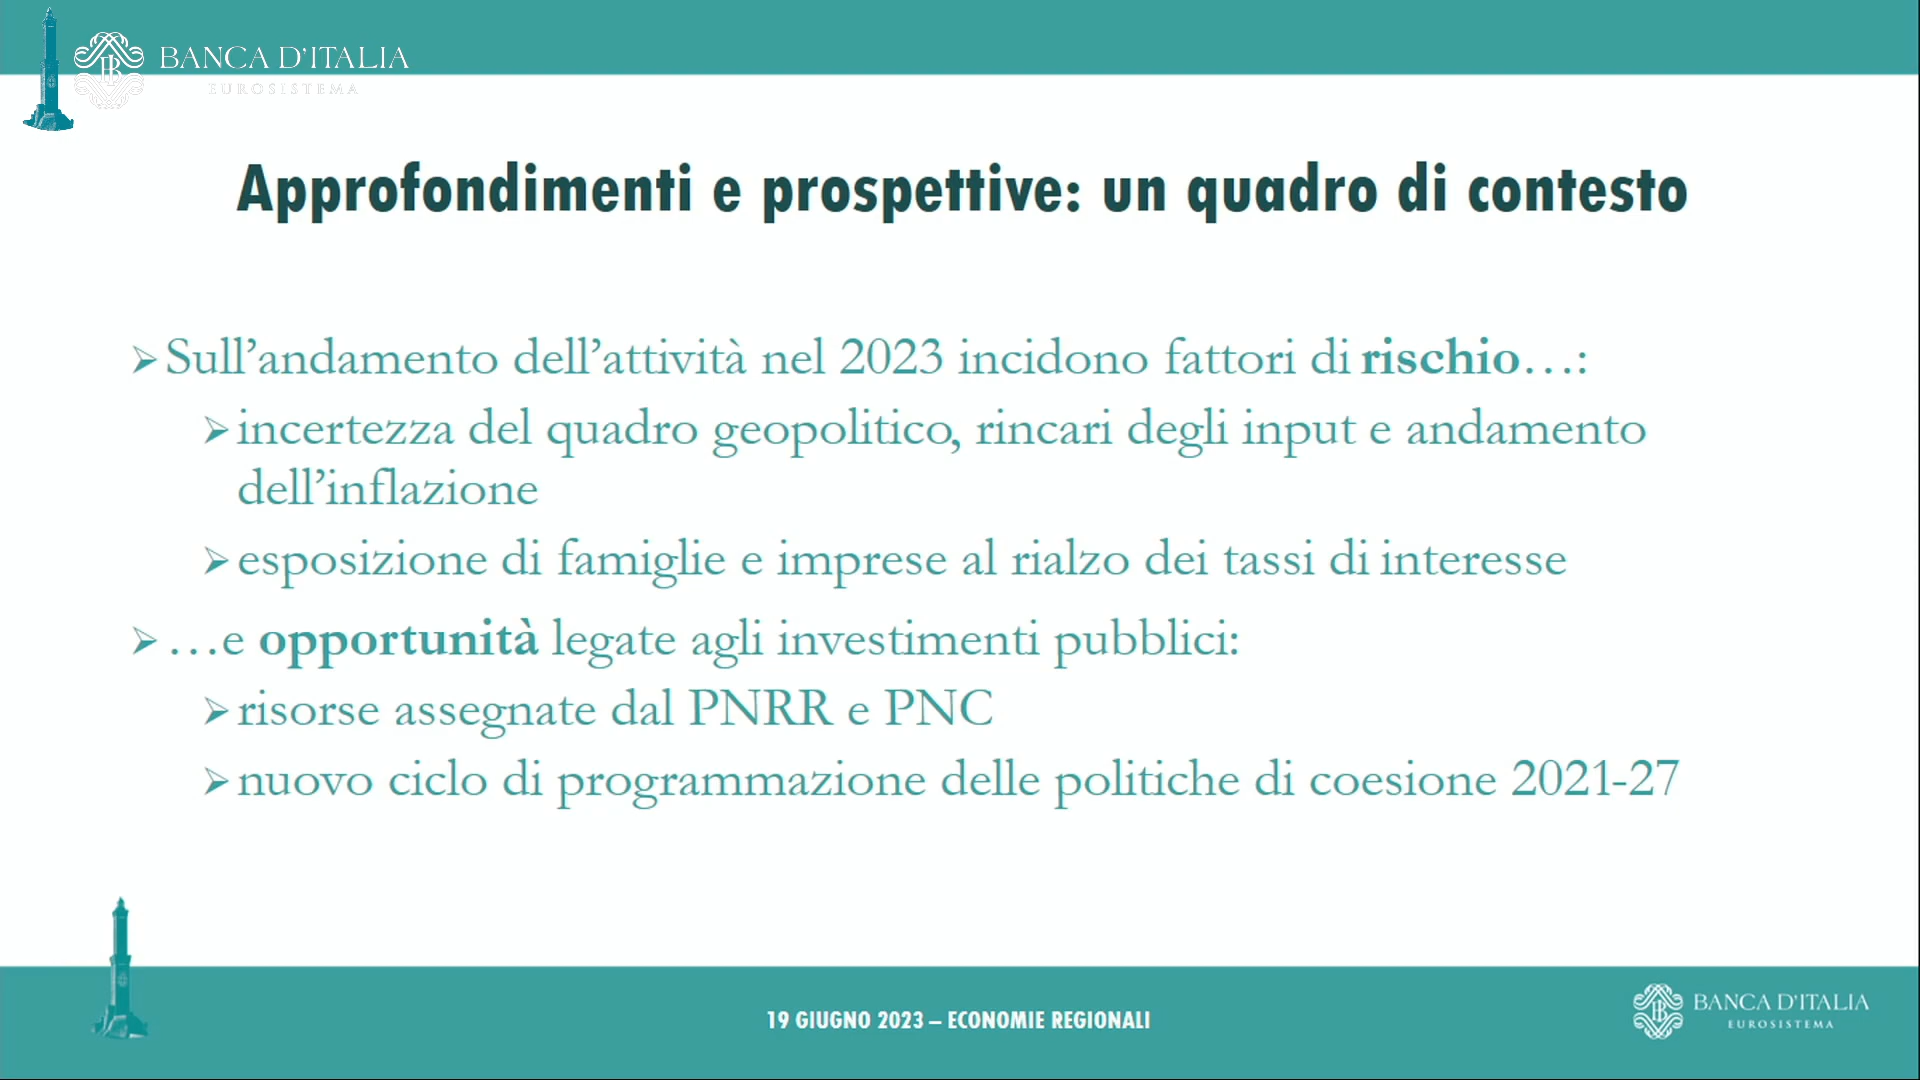 BANCA D'ITALIA
EUROSISTEMA
Approfondimenti e prospettive: un quadro di contesto
➢Sull’andamento dell’attività nel 2023 incidono fattori di rischio…:
➢incertezza del quadro geopolitico, rincari degli input e andamento
dell’inflazione
➢esposizione di famiglie e imprese al rialzo dei tassi di interesse
➢…e opportunità legate agli investimenti pubblici:
➢risorse assegnate dal PNRR e PNC
➢nuovo ciclo di programmazione delle politiche di coesione 2021-27
19 GIUGNO 2023 – ECONOMIE REGIONALI
BANCA D'ITALIA
EUROSISTEMA